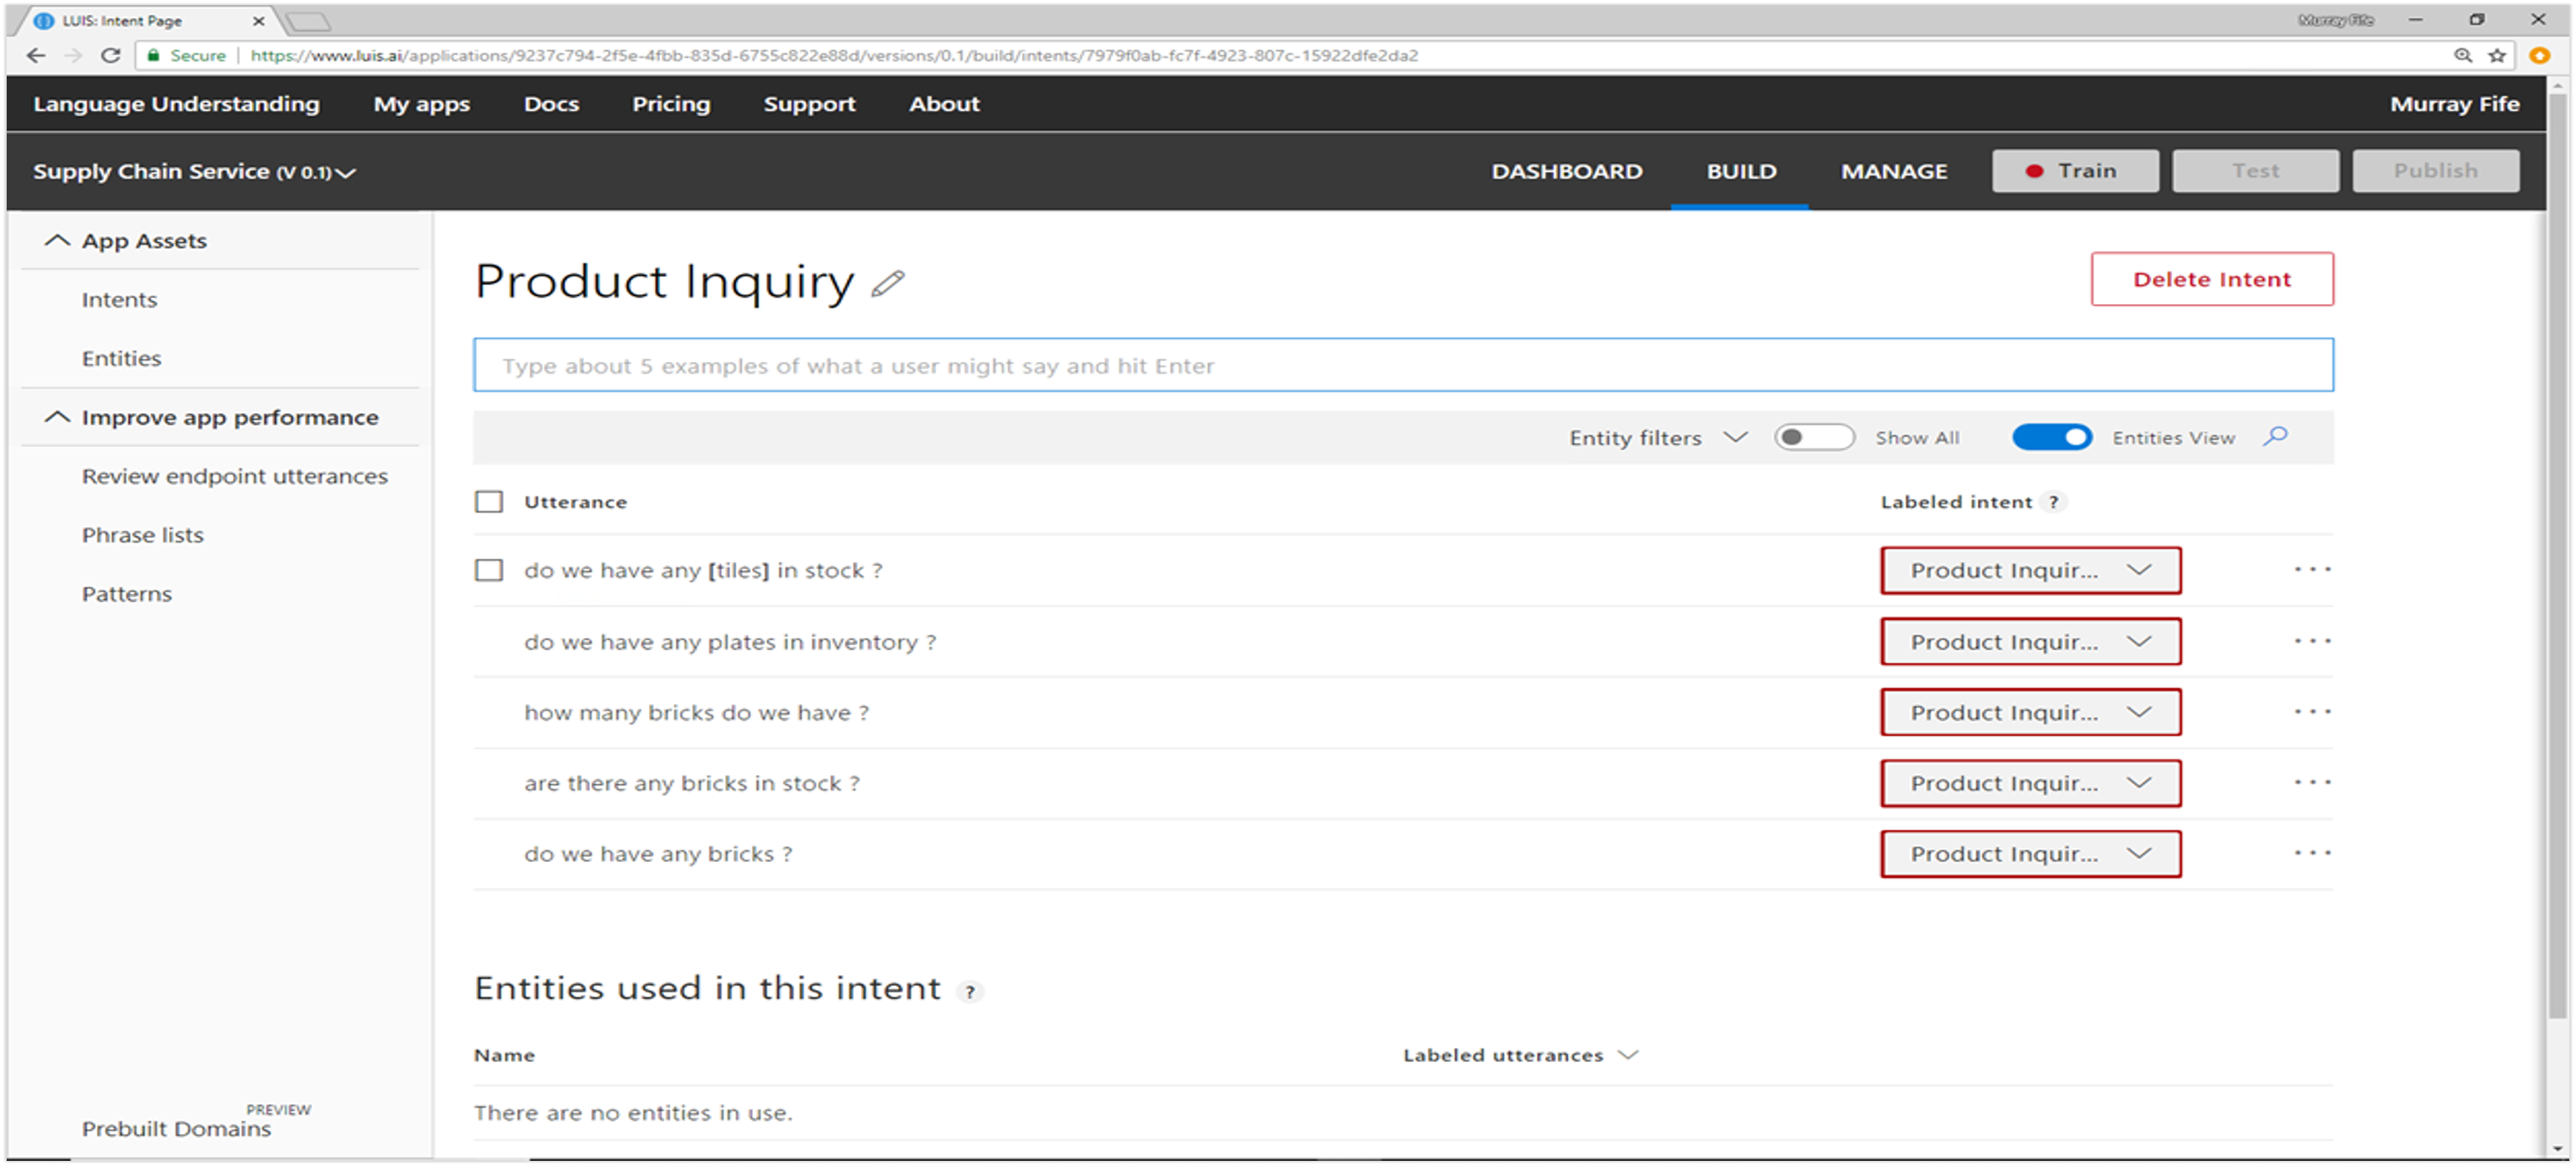 LUIS: Intent Page
Murray Fife
Secure https://www.luis.ai/applications/9237c794-2f5e-4fbb-835d-6755c822e88d/versions/0.1/build/intents/7979f0ab-fc7f-4923-807c-15922dfe2da2
Language Understanding My apps Docs Pricing Support About Murray Fife
Supply Chain Service (V 0.1) DASHBOARD BUILD MANAGE Train Test Publish
App Assets
Intents
Entities
Improve app performance
Review endpoint utterances
Phrase lists
Patterns
PREVIEW
Prebuilt Domains
Product Inquiry
Delete Intent
Type about 5 examples of what a user might say and hit Enter
Entity filters Show All Entities View
Utterance Labeled intent ?
do we have any [tiles] in stock ? Product Inquir... ...
do we have any plates in inventory ? Product Inquir... ...
how many bricks do we have ? Product Inquir... ...
are there any bricks in stock ? Product Inquir... ...
do we have any bricks ? Product Inquir... ...
Entities used in this intent ?
Name Labeled utterances
There are no entities in use.